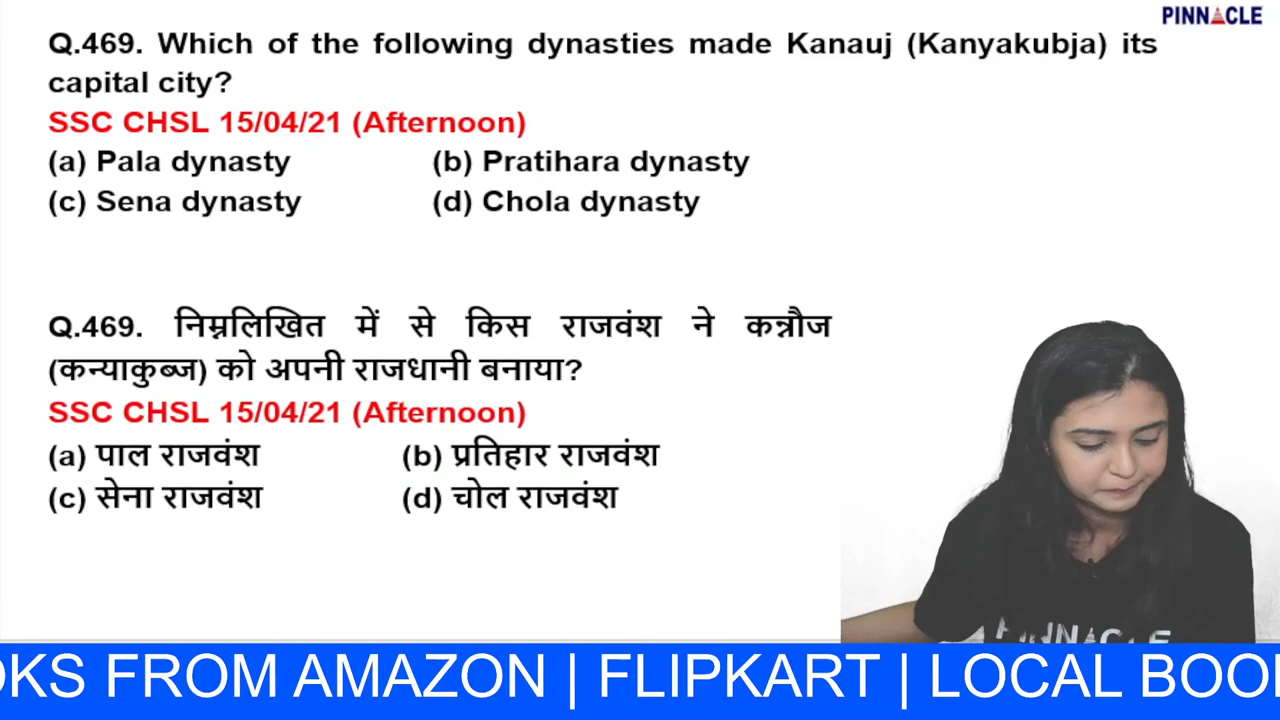 PINNACLE
Q.469. Which of the following dynasties made Kanauj (Kanyakubja) its
capital city?
SSC CHSL 15/04/21 (Afternoon)
(a) Pala dynasty (b) Pratihara dynasty
(c) Sena dynasty (d) Chola dynasty
Q.469. निम्नलिखित में से किस राजवंश ने कन्नौज
(कन्याकुब्ज) को अपनी राजधानी बनाया?
SSC CHSL 15/04/21 (Afternoon)
(a) पाल राजवंश (b) प्रतिहार राजवंश
(c) सेना राजवंश (d) चोल राजवंश
PINNACLE
OKS FROM AMAZON | FLIPKART | LOCAL BOO